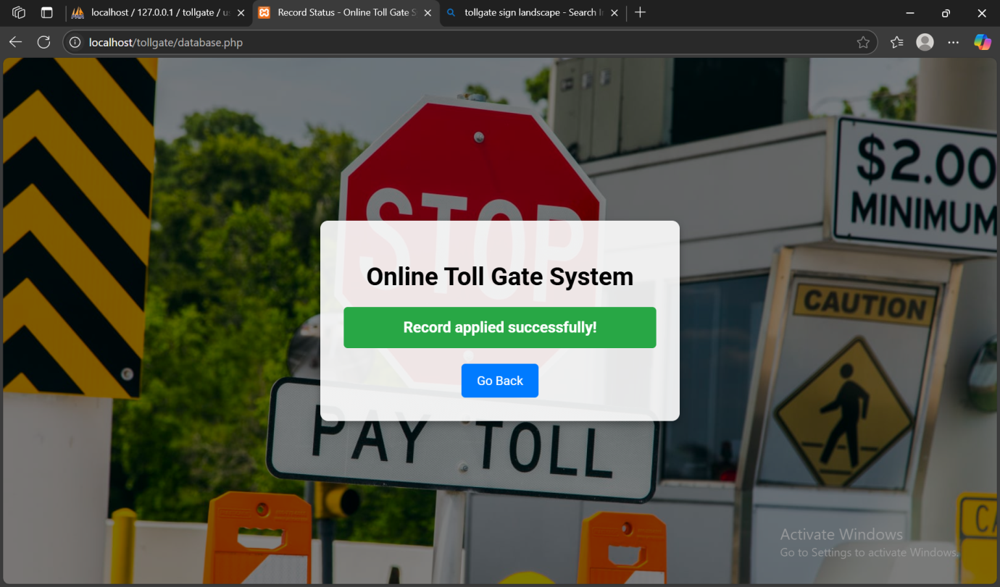 localhost / 127.0.0.1 / tollgate / us
Record Status - Online Toll Gate S
tollgate sign landscape - Search I
localhost/tollgate/database.php
STOP
$2.00
MINIMUM
Online Toll Gate System
CAUTION
Record applied successfully!
Go Back
PAY TOLL
CA
Activate Windows
Go to Settings to activate Windows.